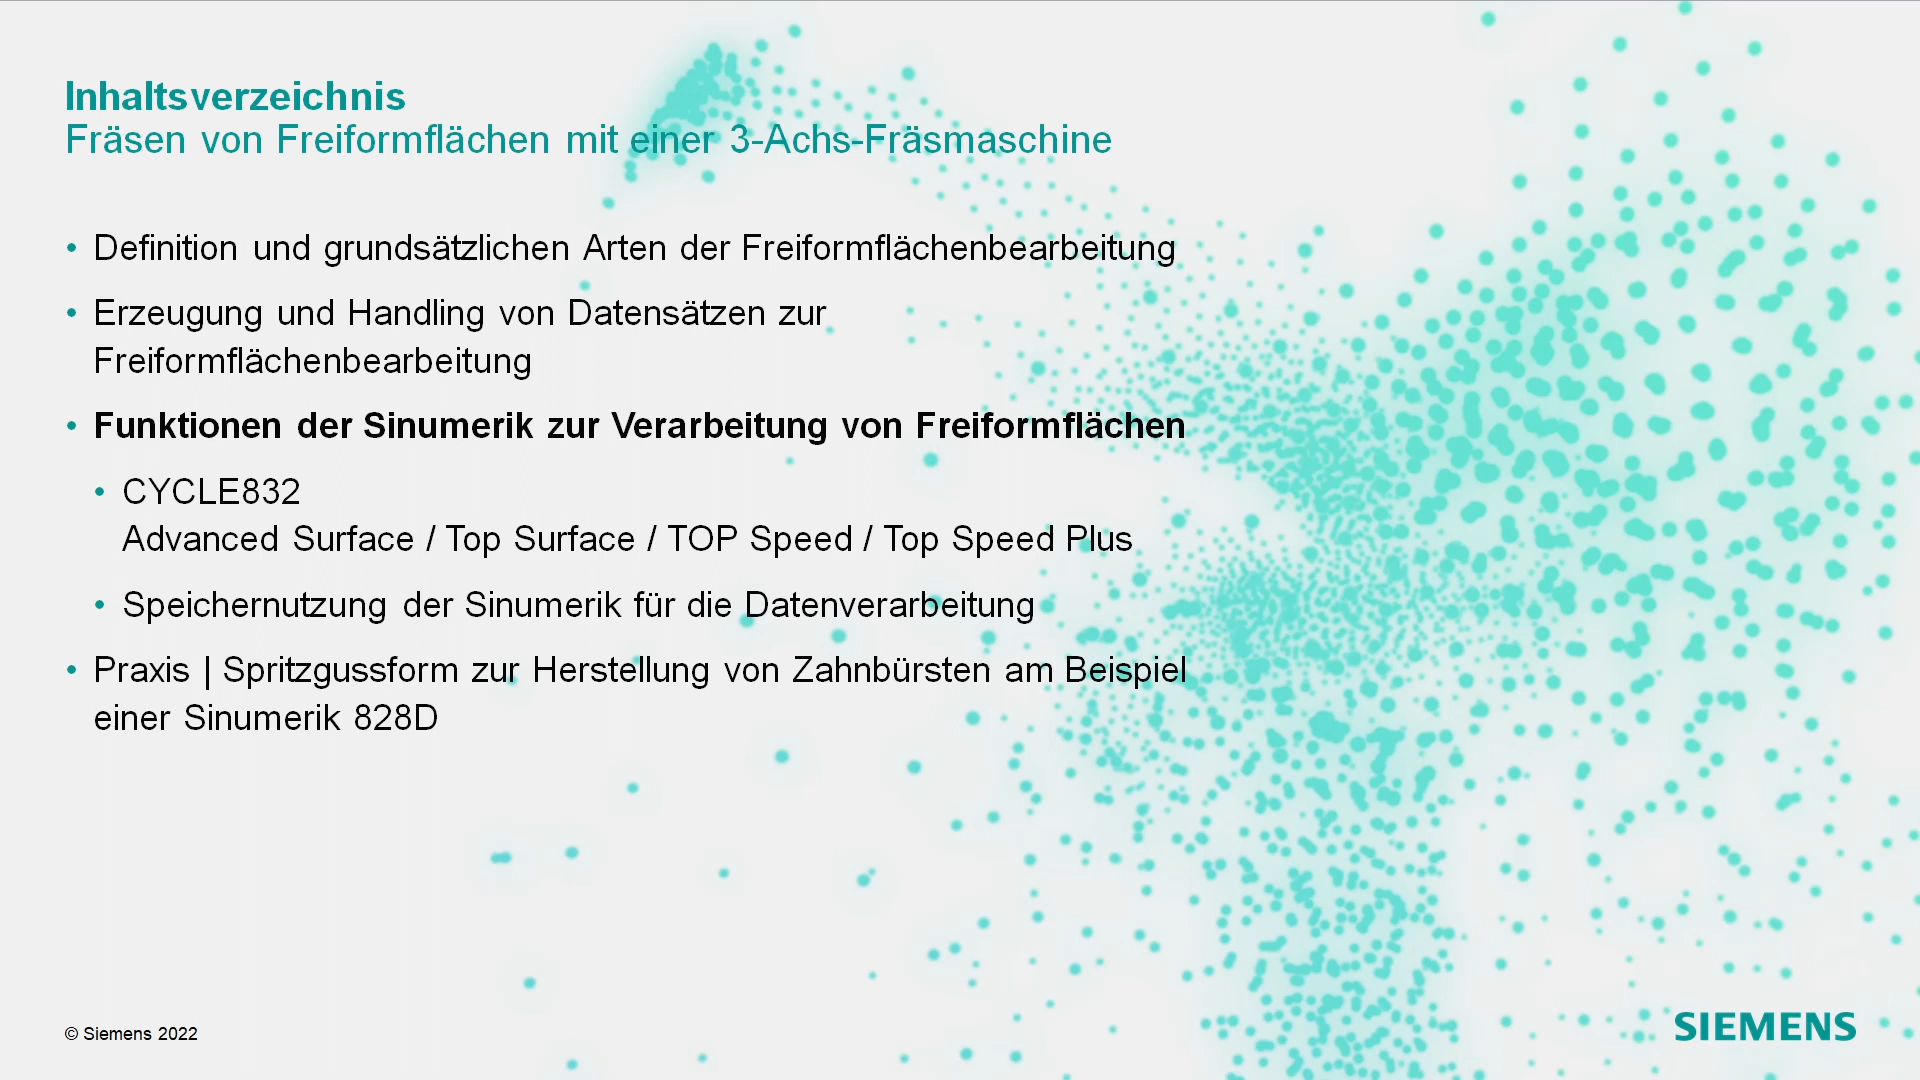 Inhaltsverzeichnis
Fräsen von Freiformflächen mit einer 3-Achs-Fräsmaschine
• Definition und grundsätzlichen Arten der Freiformflächenbearbeitung
• Erzeugung und Handling von Datensätzen zur
Freiformflächenbearbeitung
• Funktionen der Sinumerik zur Verarbeitung von Freiformflächen
• CYCLE832
Advanced Surface / Top Surface / TOP Speed / Top Speed Plus
• Speichernutzung der Sinumerik für die Datenverarbeitung
• Praxis | Spritzgussform zur Herstellung von Zahnbürsten am Beispiel
einer Sinumerik 828D
© Siemens 2022
SIEMENS